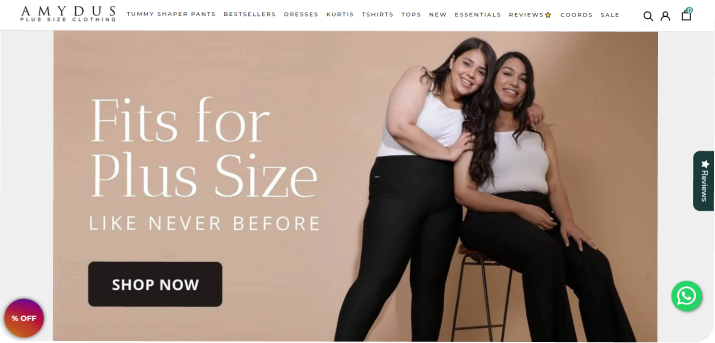 AMYDUS
PLUS SIZE CLOTHING
TUMMY SHAPER PANTS BESTSELLERS DRESSES KURTIS TSHIRTS TOPS NEW ESSENTIALS REVIEWS COORDS SALE
Fits for
Plus Size
LIKE NEVER BEFORE
SHOP NOW
Reviews
% OFF